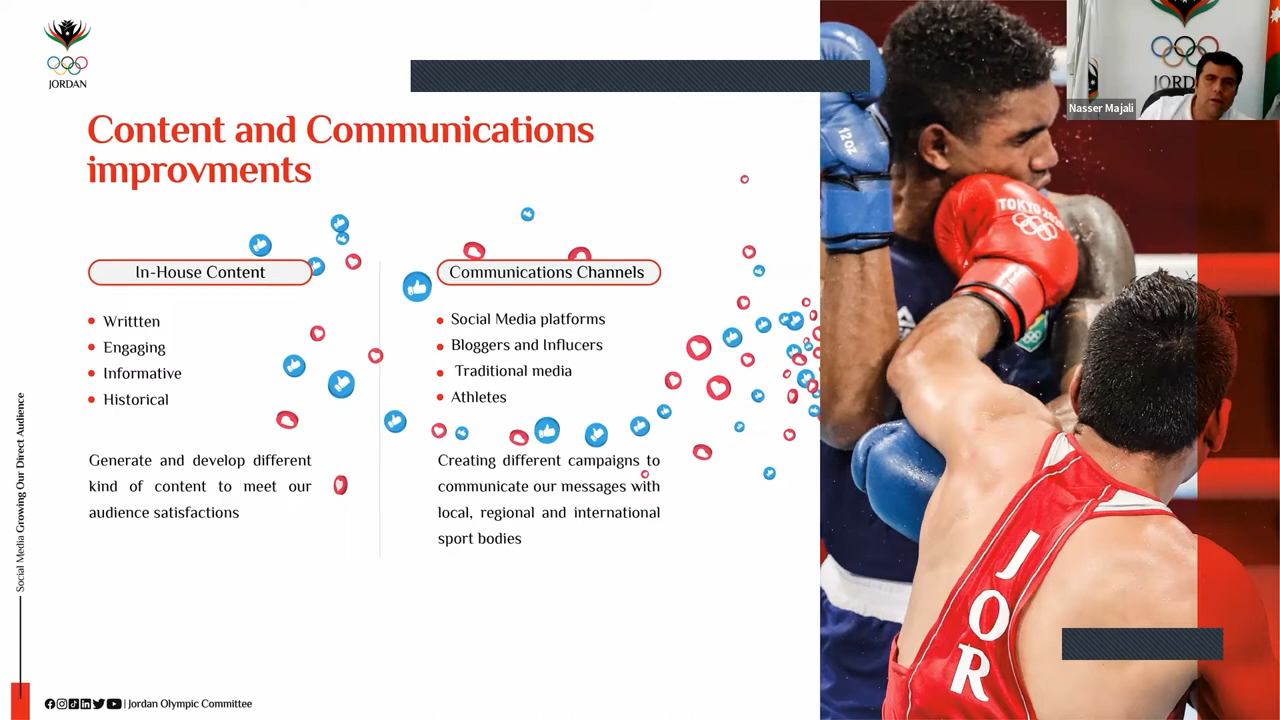 JORDAN
Content and Communications
improvments
In-House Content
Writtten
Engaging
Informative
Historical
Generate and develop different
kind of content to meet our
audience satisfactions
Communications Channels
Social Media platforms
Bloggers and Influcers
Traditional media
Athletes
Creating different campaigns to
communicate our messages with
local, regional and international
sport bodies
Social Media Growing Our Direct Audience
| Jordan Olympic Committee
12OZ
TOKYO 2020
JOR
JORDAN
Nasser Majali